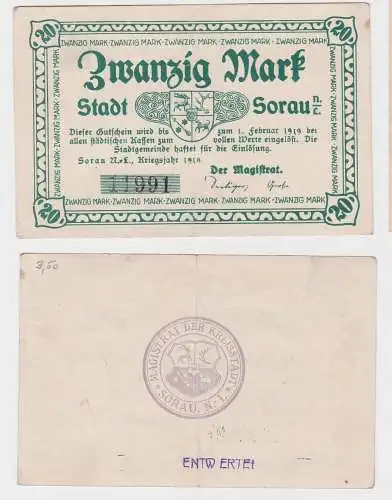 20 ZWANZIG MARK·ZWANZIG MARK·ZWANZIG MARK·ZWANZIG MARK 20
Zwanzig Mark
Stadt Sorau N.L.
Dieser Gutschein wird bis zum 1. Februar 1919 bei
allen städtischen Kassen zum vollen Werte eingelöst. Die
Stadtgemeinde haftet für die Einlösung.
Sorau N.-L., Kriegsjahr 1918.
Der Magistrat.
11991
ZWANZIG MARK
ZWANZIG MARK
20 ZWANZIG MARK·ZWANZIG MARK·ZWANZIG MARK·ZWANZIG MARK 20
3,50
MAGISTRAT DER KREISSTADT
SORAU, N.-L.
ENTWERTET